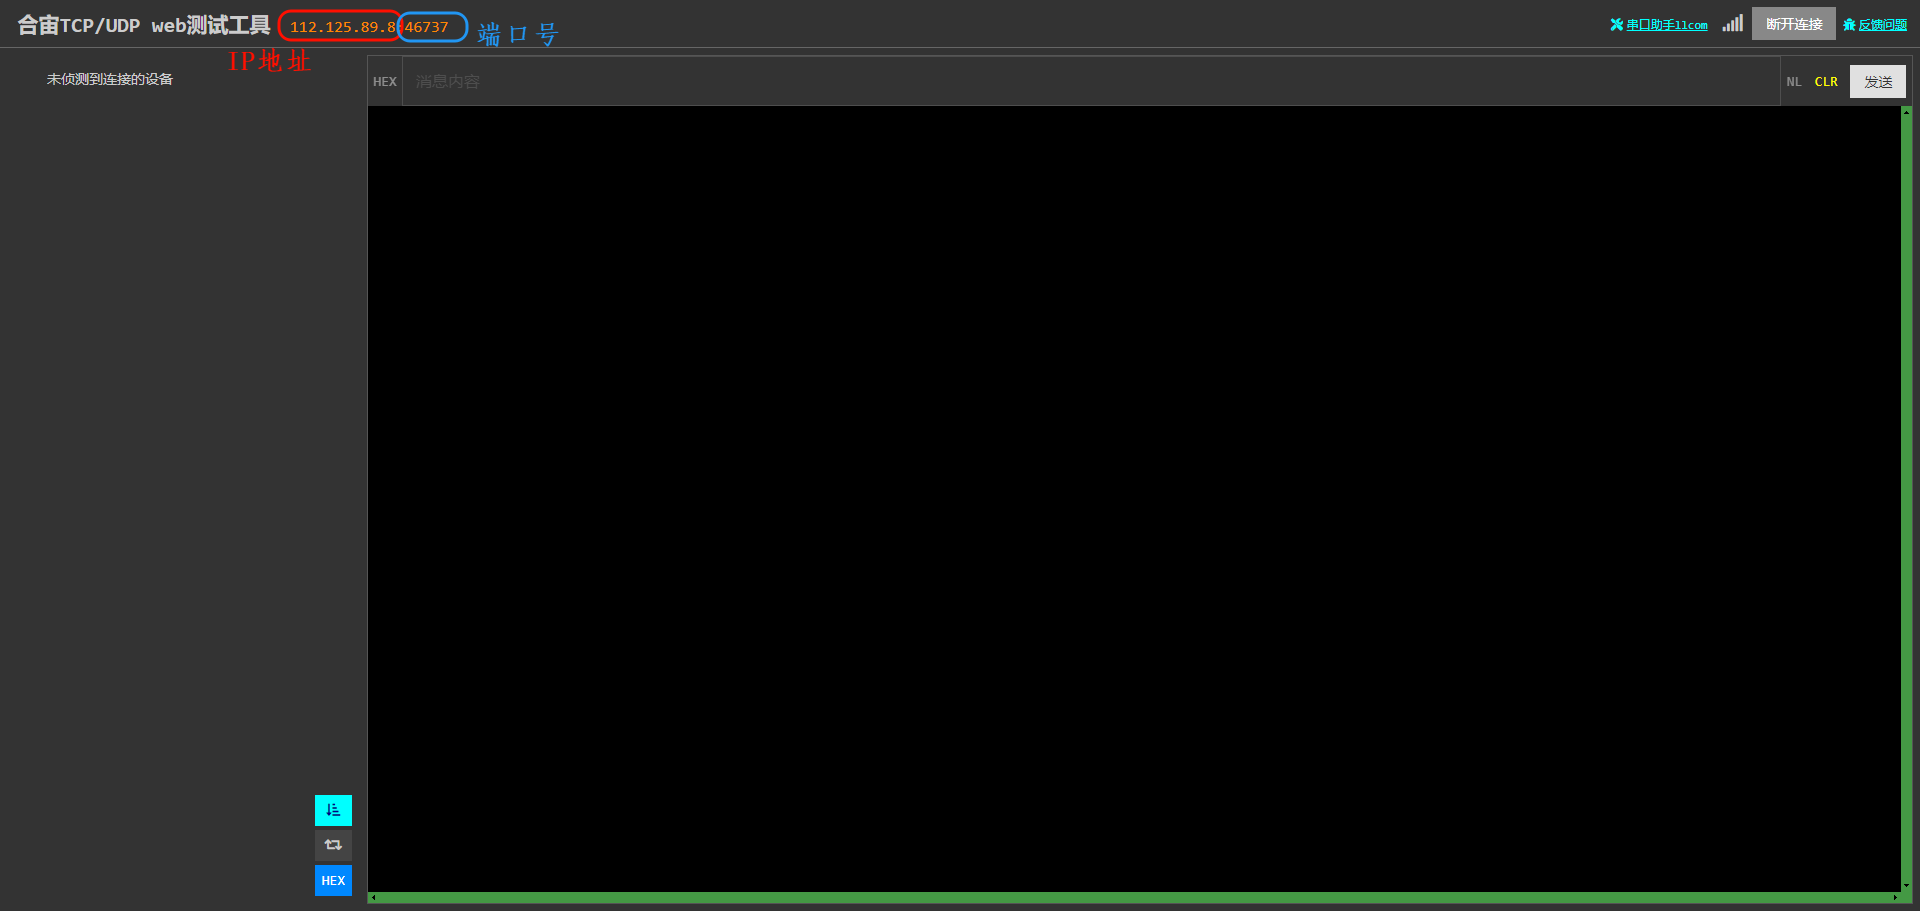 合宙TCP/UDP web测试工具 112.125.89.8:46737 端口号 串口助手llcom 断开连接 反馈问题
IP地址
未侦测到连接的设备
HEX 消息内容 NL CLR 发送
HEX